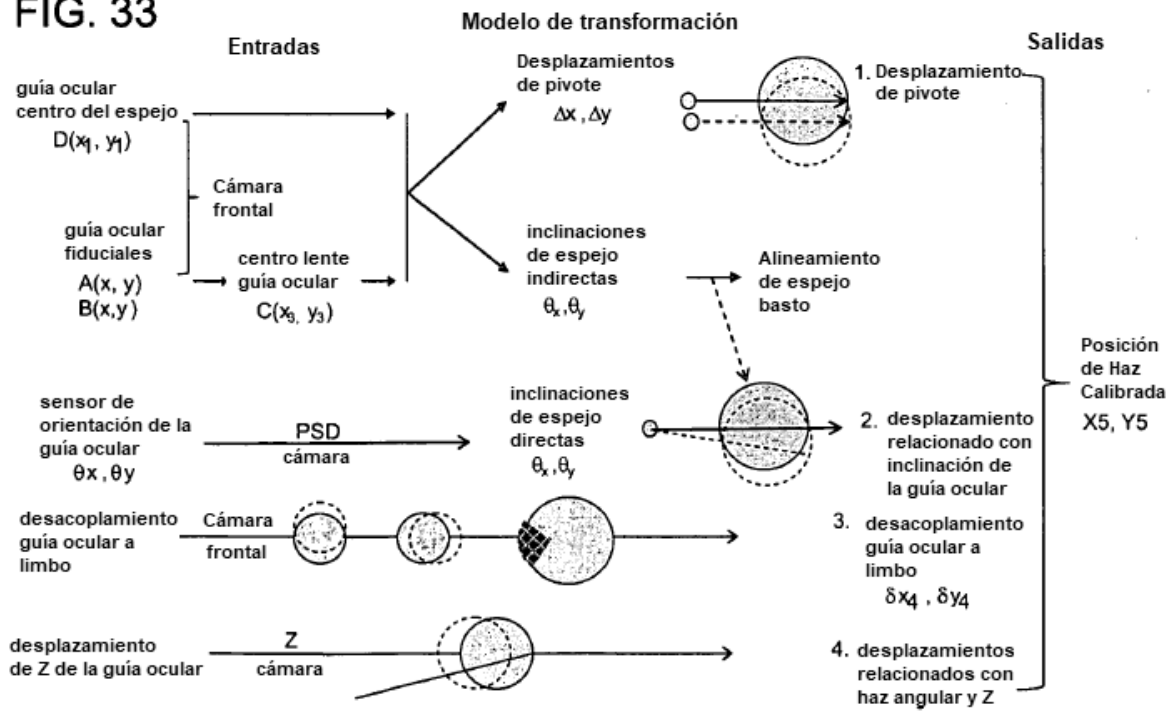 FIG. 33
Modelo de transformación
Entradas
Salidas
guía ocular
centro del espejo
D(x1, y1)
Cámara
frontal
guía ocular
fiduciales
A(x, y)
B(x,y)
centro lente
guía ocular
C(x3, y3)
Desplazamientos
de pivote
Δx , Δy
1. Desplazamiento
de pivote
inclinaciones
de espejo
indirectas
θx,θy
Alineamiento
de espejo
basto
sensor de
orientación de la
guía ocular
θx ,θy
PSD
cámara
inclinaciones
de espejo
directas
θx,θy
2. desplazamiento
relacionado con
inclinación de
la guía ocular
desacoplamiento
guía ocular a
limbo
Cámara
frontal
3. desacoplamiento
guía ocular a
limbo
δx4 , δy4
desplazamiento
de Z de la guía ocular
Z
cámara
4. desplazamientos
relacionados con
haz angular y Z
Posición
de Haz
Calibrada
X5, Y5